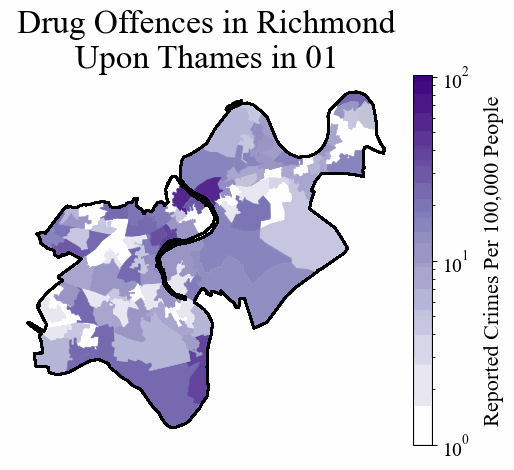 Drug Offences in Richmond
Upon Thames in 01
10^2
10^1
10^0
Reported Crimes Per 100,000 People